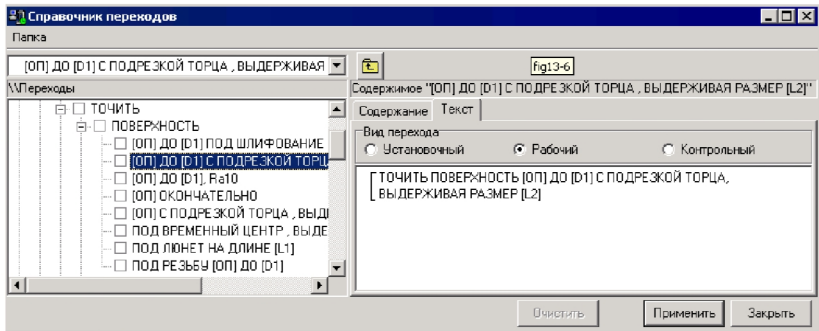 Справочник переходов
Папка
[ОП] ДО [D1] С ПОДРЕЗКОЙ ТОРЦА , ВЫДЕРЖИВАЯ
fig13-6
\\Переходы
Содержимое "[ОП] ДО [D1] С ПОДРЕЗКОЙ ТОРЦА , ВЫДЕРЖИВАЯ РАЗМЕР [L2]"
ТОЧИТЬ
ПОВЕРХНОСТЬ
[ОП] ДО [D1] ПОД ШЛИФОВАНИЕ
[ОП] ДО [D1] С ПОДРЕЗКОЙ ТОРЦ
[ОП] ДО [D1], Ra10
[ОП] ОКОНЧАТЕЛЬНО
[ОП] С ПОДРЕЗКОЙ ТОРЦА , ВЫД
ПОД ВРЕМЕННЫЙ ЦЕНТР , ВЫДЕ
ПОД ЛЮНЕТ НА ДЛИНЕ [L1]
ПОД РЕЗЬБУ [ОП] ДО [D1]
Содержание Текст
Вид перехода
Установочный Рабочий Контрольный
ТОЧИТЬ ПОВЕРХНОСТЬ [ОП] ДО [D1] С ПОДРЕЗКОЙ ТОРЦА,
ВЫДЕРЖИВАЯ РАЗМЕР [L2]
Очистить Применить Закрыть